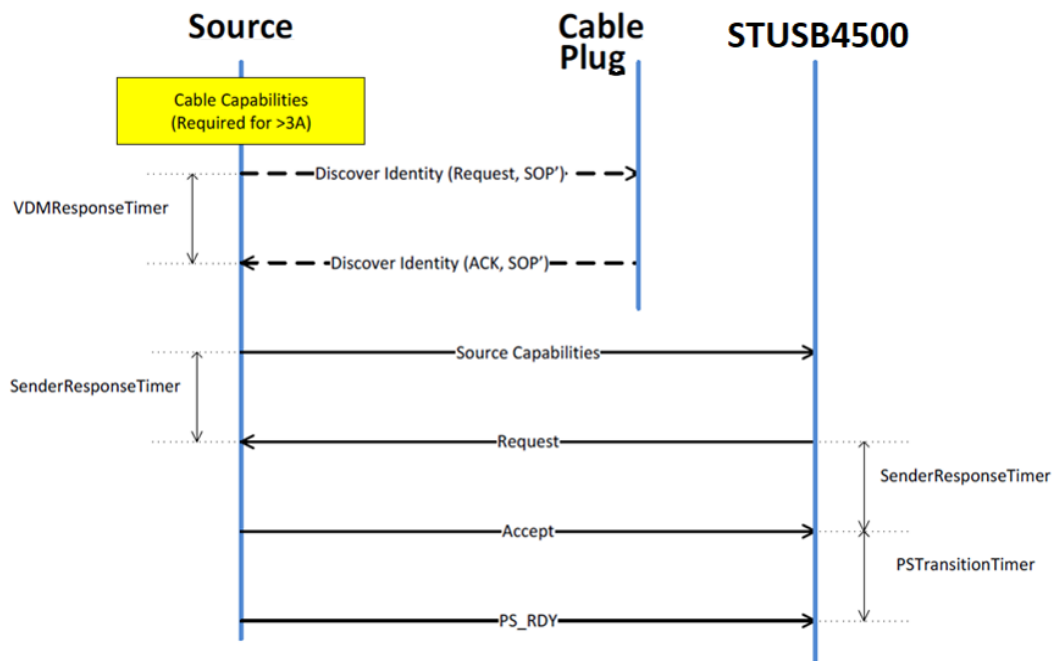 Source
Cable
Plug
STUSB4500
Cable Capabilities
(Required for >3A)
Discover Identity (Request, SOP')
VDMResponseTimer
Discover Identity (ACK, SOP')
Source Capabilities
SenderResponseTimer
Request
SenderResponseTimer
Accept
PSTransitionTimer
PS_RDY